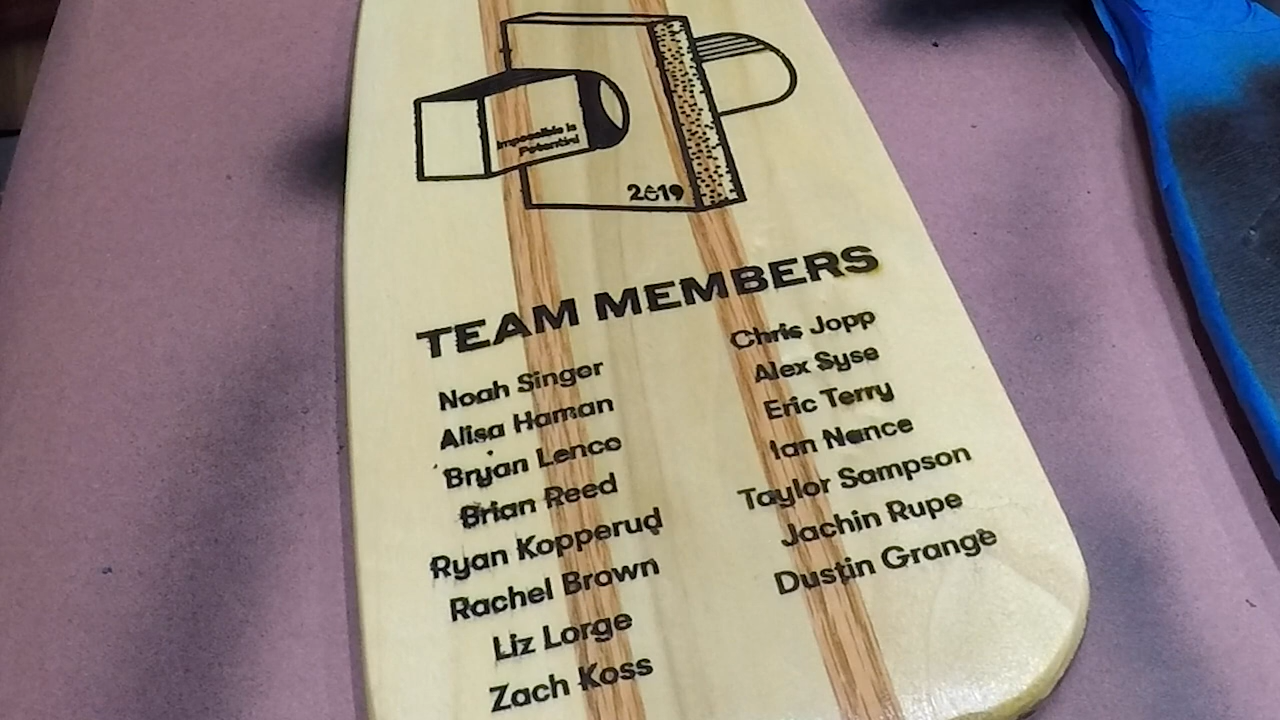 Impossible is
Potential
2019
TEAM MEMBERS
Noah Singer
Alisa Haman
Bryan Lenco
Brian Reed
Ryan Kopperud
Rachel Brown
Liz Lorge
Zach Koss
Chris Jopp
Alex Syse
Eric Terry
Ian Nance
Taylor Sampson
Jachin Rupe
Dustin Grange